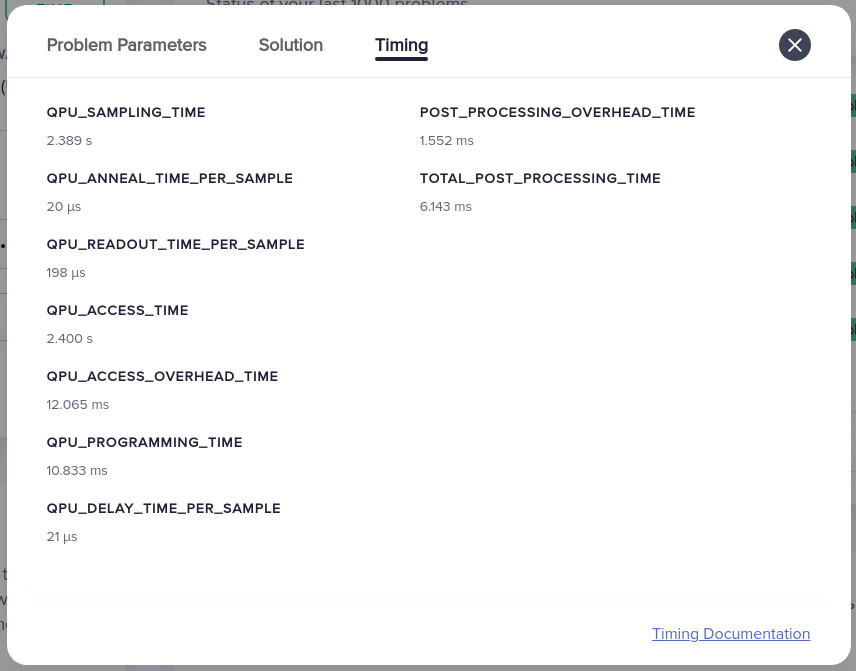 Status of your last 1000 problems
Problem Parameters
Solution
Timing
QPU_SAMPLING_TIME
2.389 s
QPU_ANNEAL_TIME_PER_SAMPLE
20 µs
QPU_READOUT_TIME_PER_SAMPLE
198 µs
QPU_ACCESS_TIME
2.400 s
QPU_ACCESS_OVERHEAD_TIME
12.065 ms
QPU_PROGRAMMING_TIME
10.833 ms
QPU_DELAY_TIME_PER_SAMPLE
21 µs
POST_PROCESSING_OVERHEAD_TIME
1.552 ms
TOTAL_POST_PROCESSING_TIME
6.143 ms
Timing Documentation